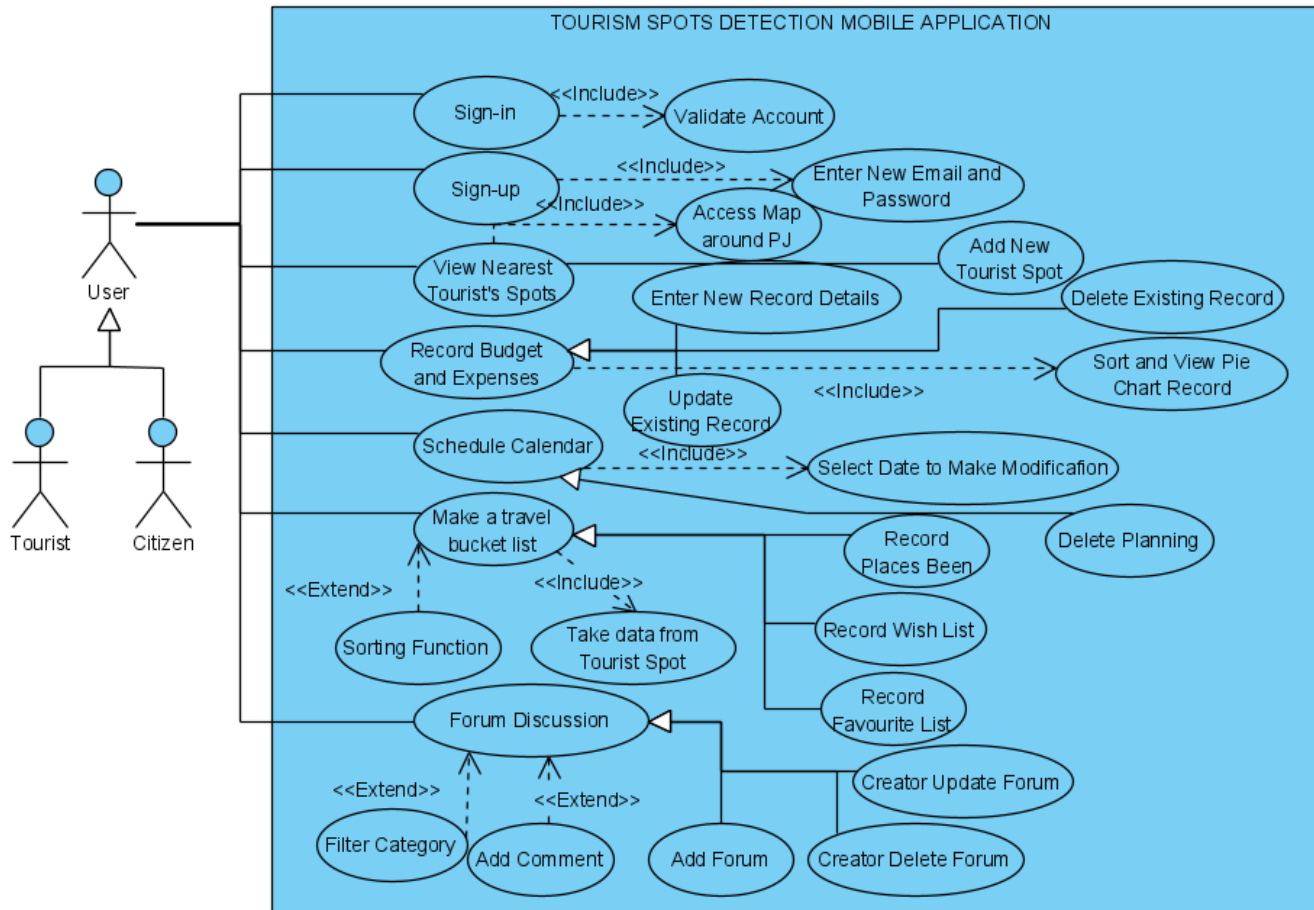 TOURISM SPOTS DETECTION MOBILE APPLICATION
Sign-in
<<Include>>
Validate Account
Sign-up
<<Include>>
Enter New Email and
Password
<<Include>>
Access Map
around PJ
User
View Nearest
Tourist's Spots
Add New
Tourist Spot
Enter New Record Details
Delete Existing Record
Record Budget
and Expenses
<<Include>>
Sort and View Pie
Chart Record
Update
Existing Record
Schedule Calendar
<<Include>>
Select Date to Make Modification
Tourist
Citizen
Make a travel
bucket list
Record
Places Been
Delete Planning
<<Extend>>
<<Include>>
Sorting Function
Take data from
Tourist Spot
Record Wish List
Record
Favourite List
Forum Discussion
<<Extend>>
<<Extend>>
Creator Update Forum
Filter Category
Add Comment
Add Forum
Creator Delete Forum